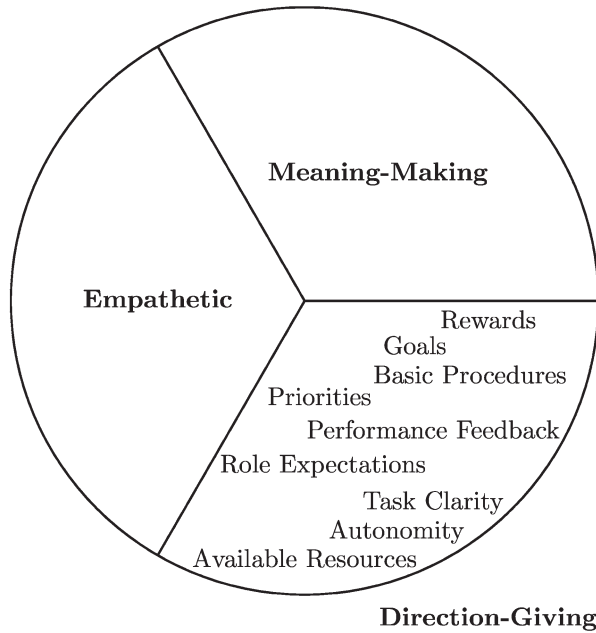 Meaning-Making
Empathetic
Rewards
Goals
Basic Procedures
Priorities
Performance Feedback
Role Expectations
Task Clarity
Autonomity
Available Resources
Direction-Giving